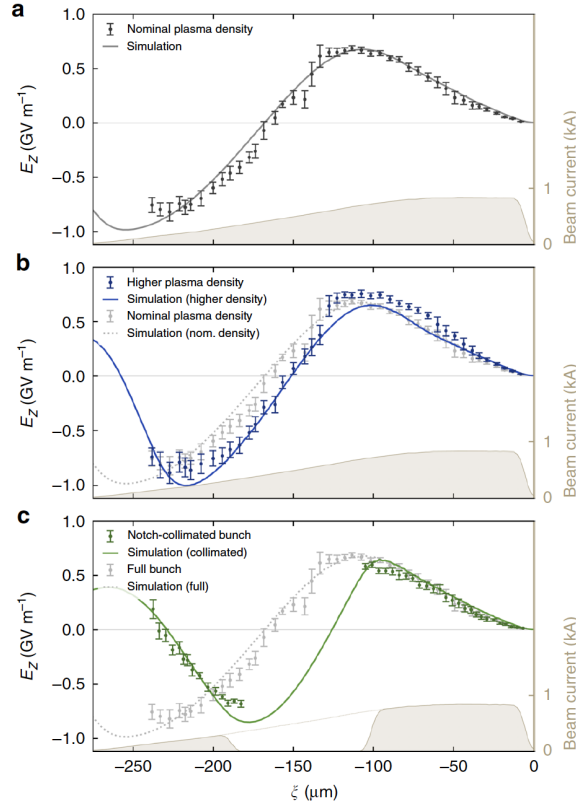 a
1.0
Nominal plasma density
Simulation
0.5
0.0
−0.5
−1.0
E_Z (GV m⁻¹)
1
0
Beam current (kA)
b
1.0
Higher plasma density
Simulation (higher density)
Nominal plasma density
Simulation (nom. density)
0.5
0.0
−0.5
−1.0
E_Z (GV m⁻¹)
1
0
Beam current (kA)
c
1.0
Notch-collimated bunch
Simulation (collimated)
Full bunch
Simulation (full)
0.5
0.0
−0.5
−1.0
E_Z (GV m⁻¹)
1
0
Beam current (kA)
−250 −200 −150 −100 −50 0
ξ (μm)